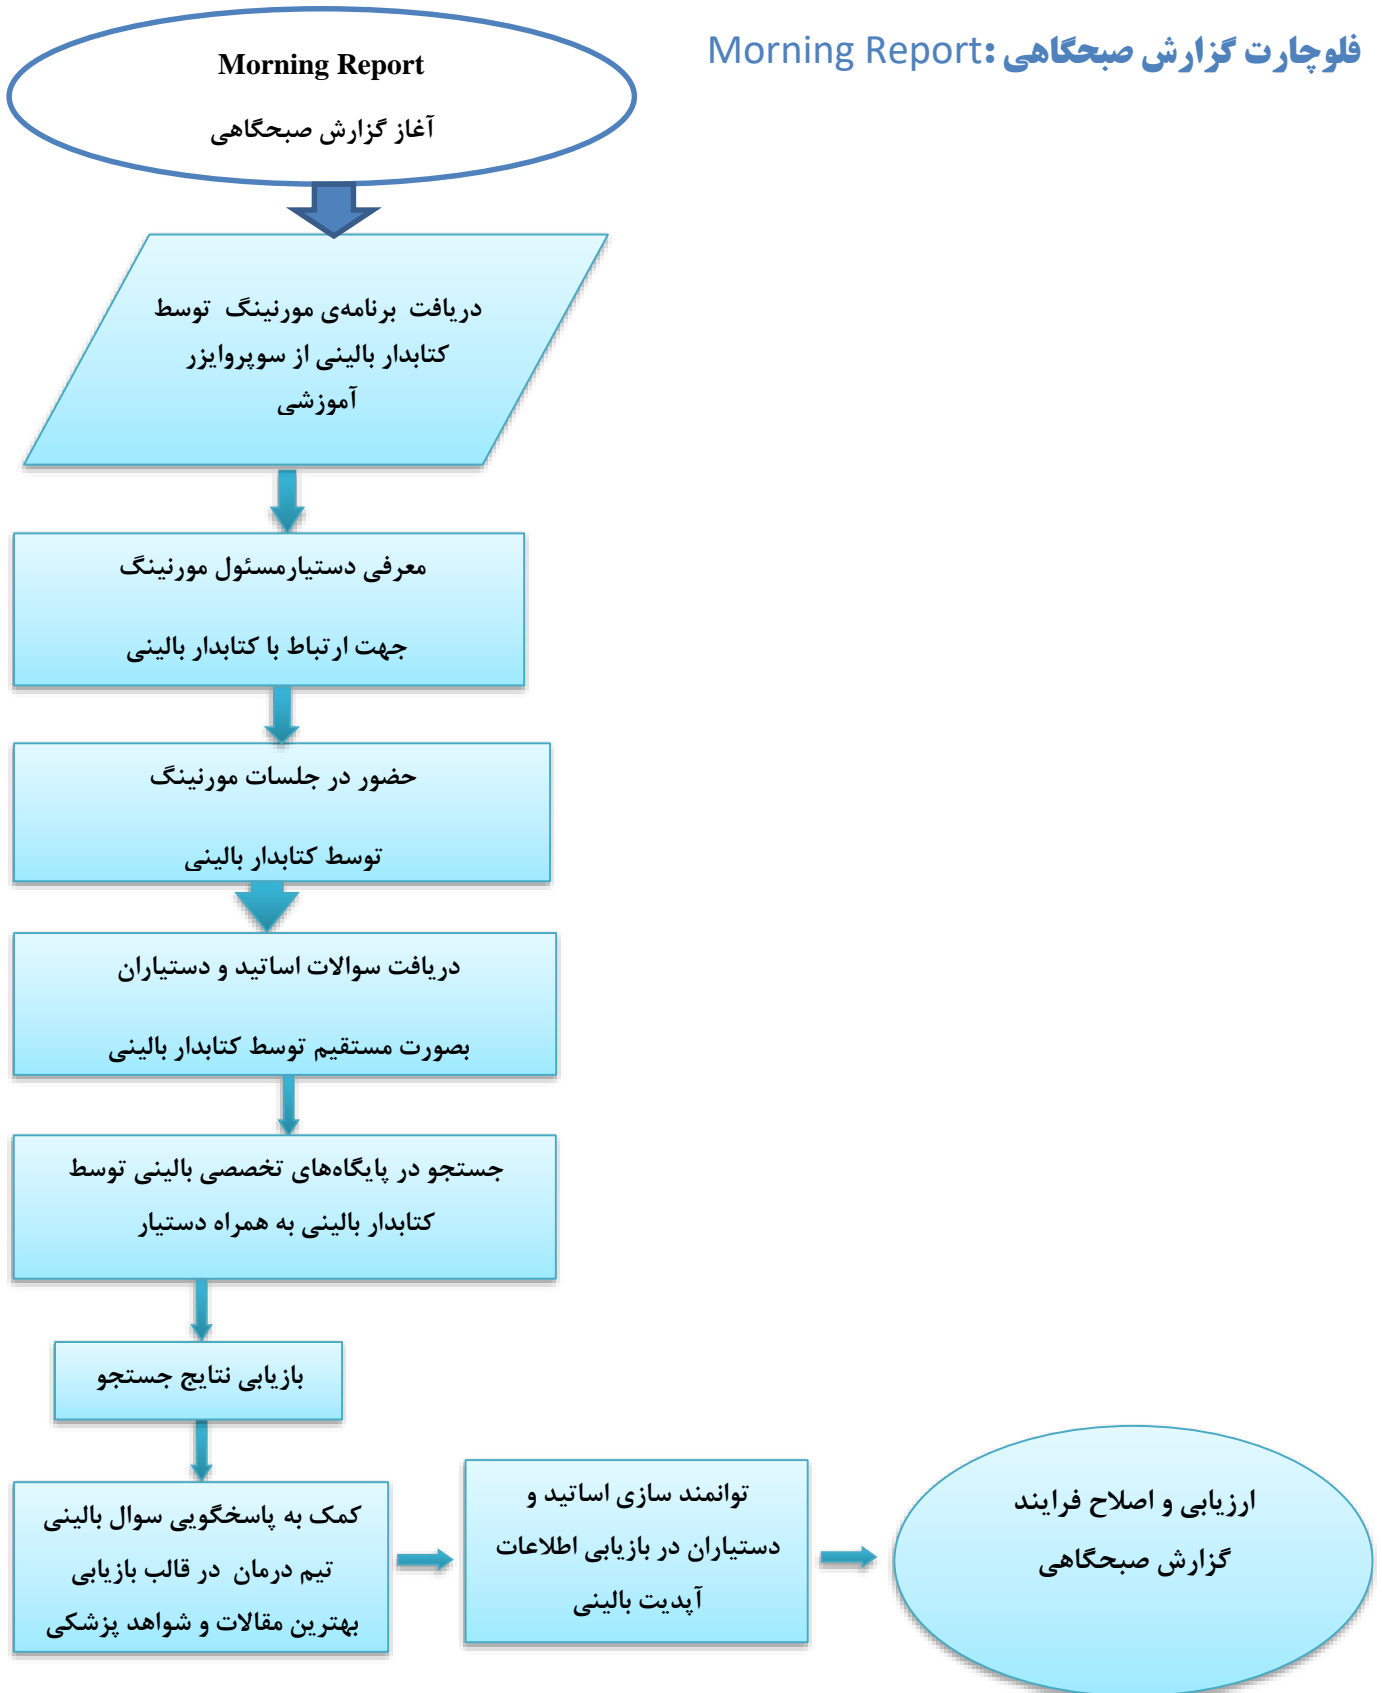 فلوچارت گزارش صبحگاهی :Morning Report
Morning Report
آغاز گزارش صبحگاهی
دریافت برنامه‌ی مورنینگ توسط
کتابدار بالینی از سوپروایزر
آموزشی
معرفی دستیارمسئول مورنینگ
جهت ارتباط با کتابدار بالینی
حضور در جلسات مورنینگ
توسط کتابدار بالینی
دریافت سوالات اساتید و دستیاران
بصورت مستقیم توسط کتابدار بالینی
جستجو در پایگاه‌های تخصصی بالینی توسط
کتابدار بالینی به همراه دستیار
بازیابی نتایج جستجو
کمک به پاسخگویی سوال بالینی
تیم درمان در قالب بازیابی
بهترین مقالات و شواهد پزشکی
توانمند سازی اساتید و
دستیاران در بازیابی اطلاعات
آپدیت بالینی
ارزیابی و اصلاح فرایند
گزارش صبحگاهی